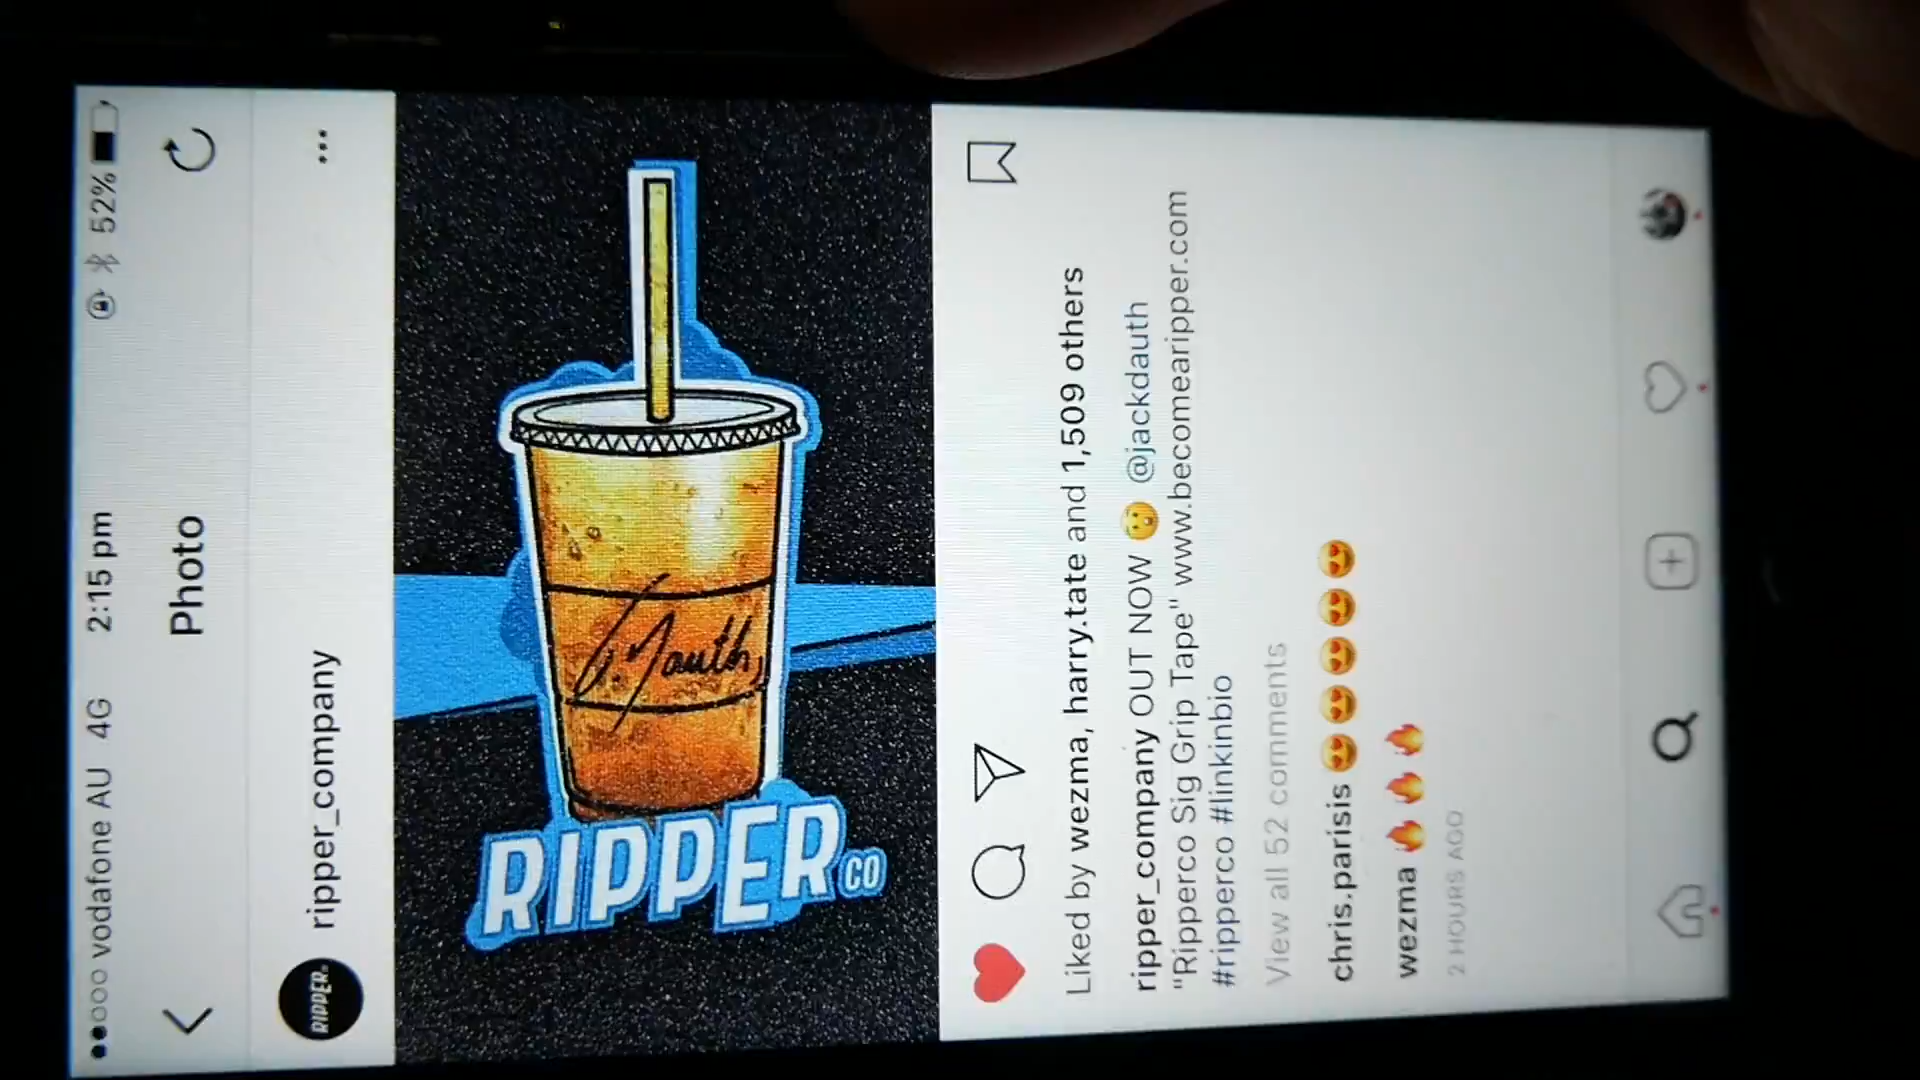 vodafone AU 4G 2:15 pm 52%
Photo
RIPPER
ripper_company
J.Dauth
RIPPER CO
Liked by wezma, harry.tate and 1,509 others
ripper_company OUT NOW 😲 @jackdauth
"Ripperco Sig Grip Tape" www.becomearipper.com
#ripperco #linkinbio
View all 52 comments
chris.parisis 😍😍😍😍😍
wezma 🔥🔥🔥
2 HOURS AGO